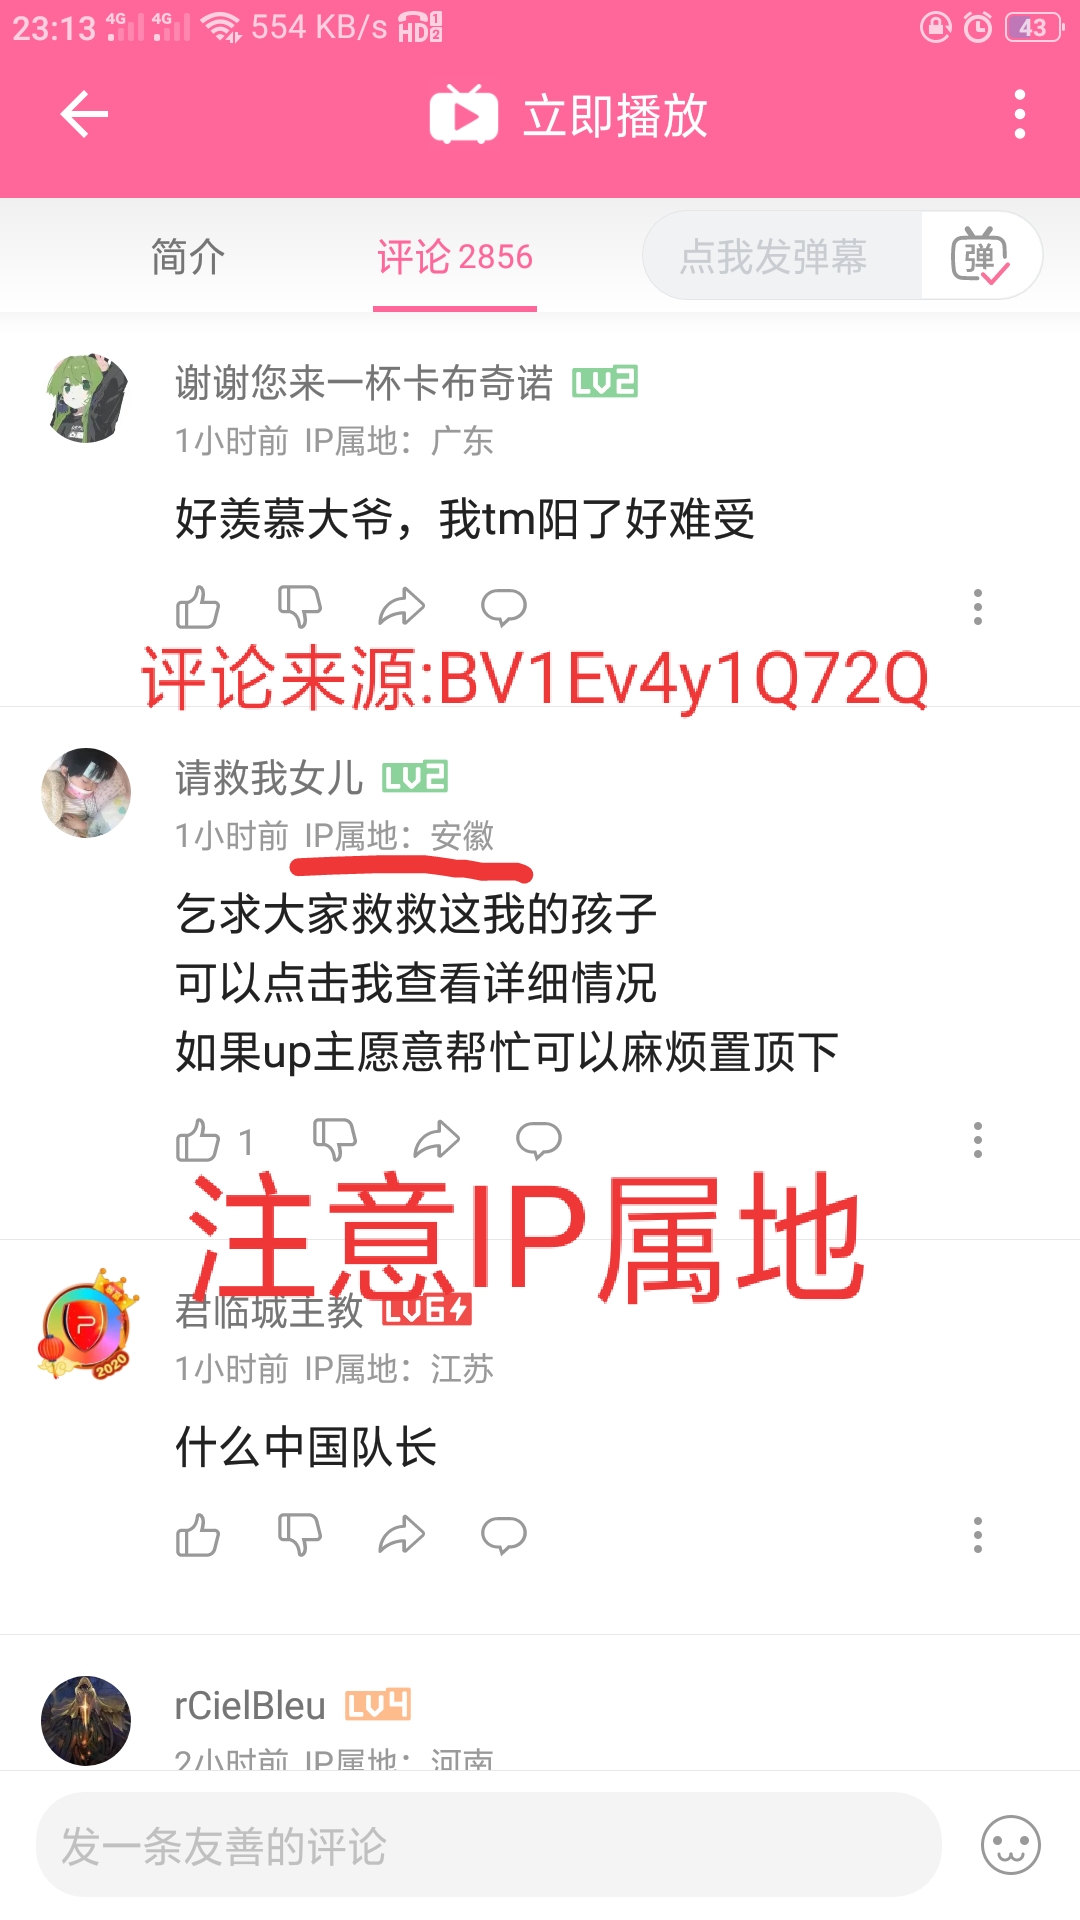 23:13 4G 4G 554 KB/s HD 1 2 43
立即播放
简介 评论 2856 点我发弹幕 弹
谢谢您来一杯卡布奇诺 LV2
1小时前 IP属地：广东
好羡慕大爷，我tm阳了好难受
评论来源:BV1Ev4y1Q72Q
请救我女儿 LV2
1小时前 IP属地：安徽
乞求大家救救这我的孩子
可以点击我查看详细情况
如果up主愿意帮忙可以麻烦置顶下
1
注意IP属地
君临城主教 LV6
1小时前 IP属地：江苏
P
2020
什么中国队长
rCielBleu LV4
2小时前 IP属地：河南
发一条友善的评论